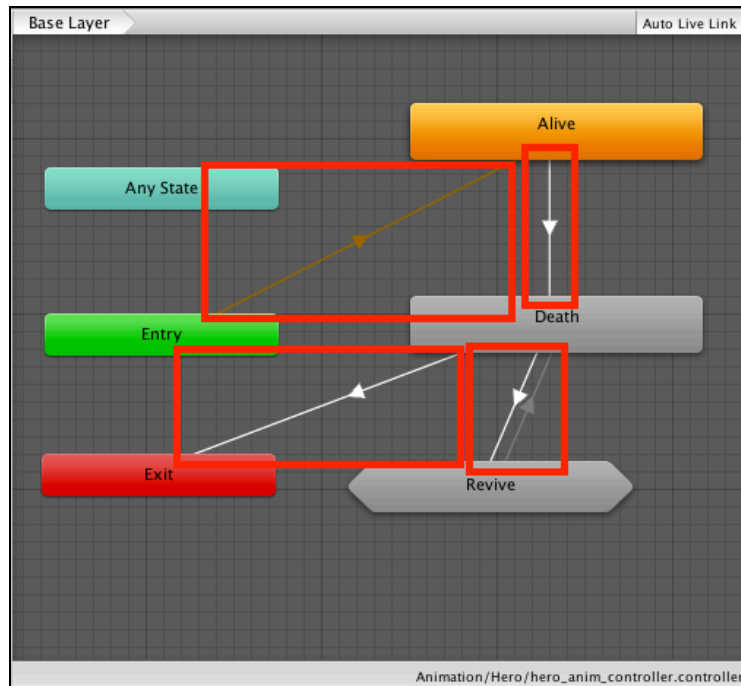 Base Layer
Auto Live Link
Alive
Any State
Death
Entry
Exit
Revive
Animation/Hero/hero_anim_controller.controller